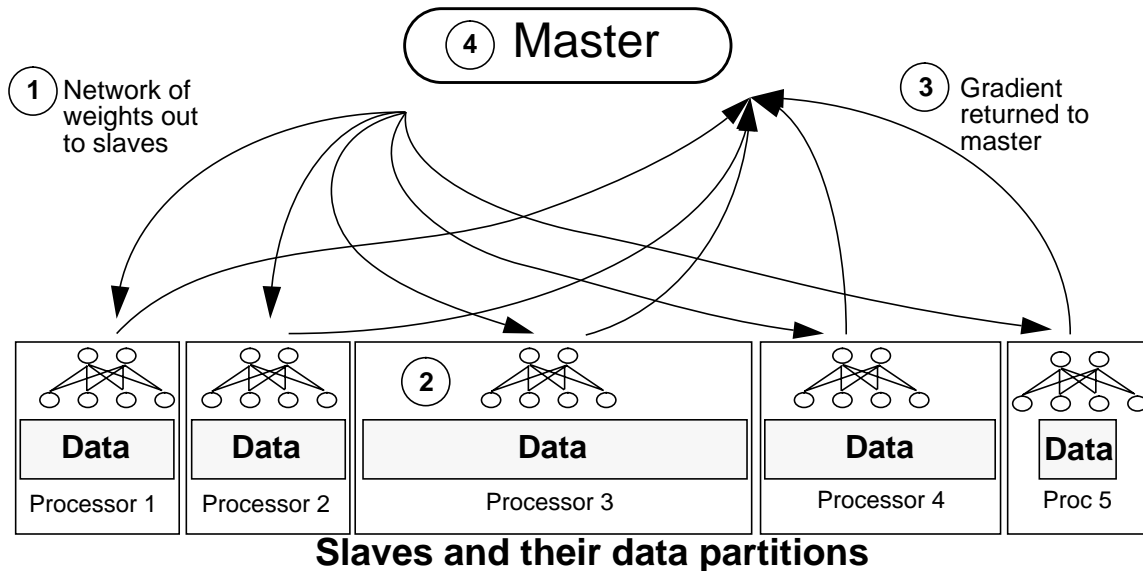 4 Master
1 Network of
weights out
to slaves
3 Gradient
returned to
master
2
Data
Data
Data
Data
Data
Processor 1
Processor 2
Processor 3
Processor 4
Proc 5
Slaves and their data partitions